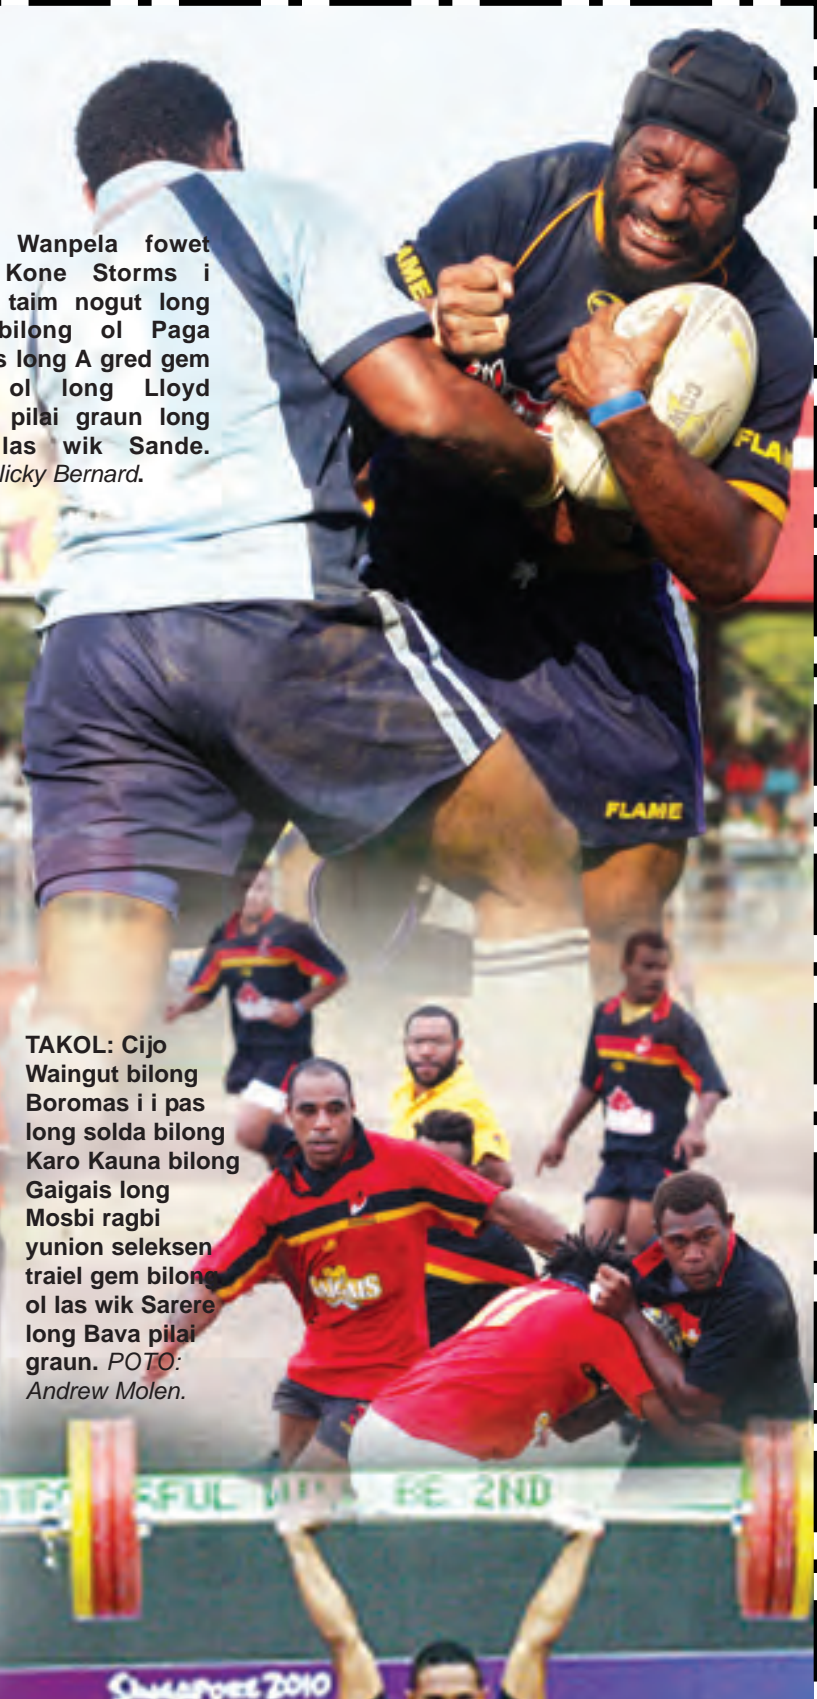 Wanpela fowet
Kone Storms i
taim nogut long
bilong ol Paga
s long A gred gem
ol long Lloyd
pilai graun long
las wik Sande.
licky Bernard.
FLAME
TAKOL: Cijo
Waingut bilong
Boromas i i pas
long solda bilong
Karo Kauna bilong
Gaigais long
Mosbi ragbi
yunion seleksen
traiel gem bilong
ol las wik Sarere
long Bava pilai
graun. POTO:
Andrew Molen.
BE 2ND
SINGAPORE 2010